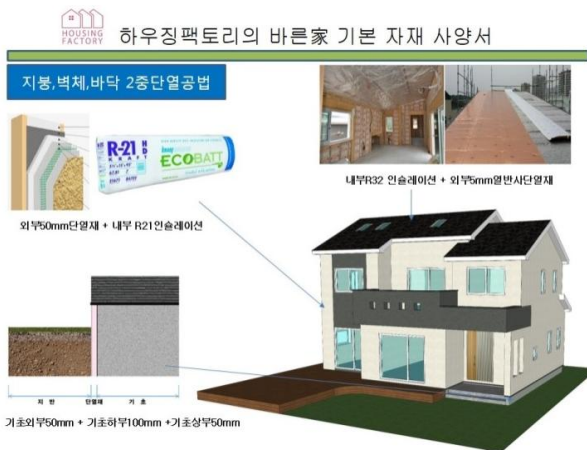 HOUSING
FACTORY
하우징팩토리의 바른家 기본 자재 사양서
지붕,벽체,바닥 2중단열공법
R-21
KRAFT
HD
ECOBATT
외부50mm단열재 + 내부 R21인슐레이션
내부R32 인슐레이션 + 외부5mm열반사단열재
지 반
단열재
기 초
기초외부50mm + 기초하부100mm +기초상부50mm